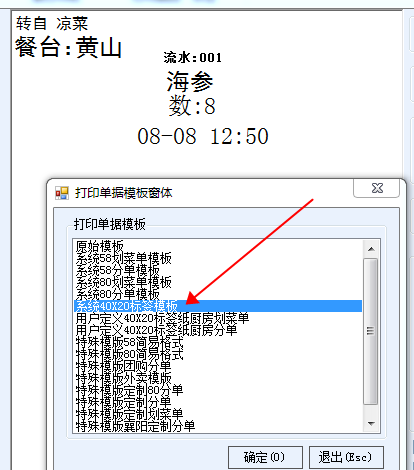 转自 凉菜
餐台:黄山
流水:001
海参
数:8
08-08 12:50
打印单据模板窗体
打印单据模板
原始模板
系统58划菜单模板
系统58分单模板
系统80划菜单模板
系统80分单模板
系统40X20标签模板
用户定义40X20标签纸厨房划菜单
用户定义40X20标签纸厨房分单
特殊模版58简易格式
特殊模版80简易格式
特殊模版团购分单
特殊模版外卖模版
特殊模版定制80分单
特殊模版定制分单
特殊模版定制划菜单
特殊模版襄阳定制分单
确定(O)
退出(Esc)